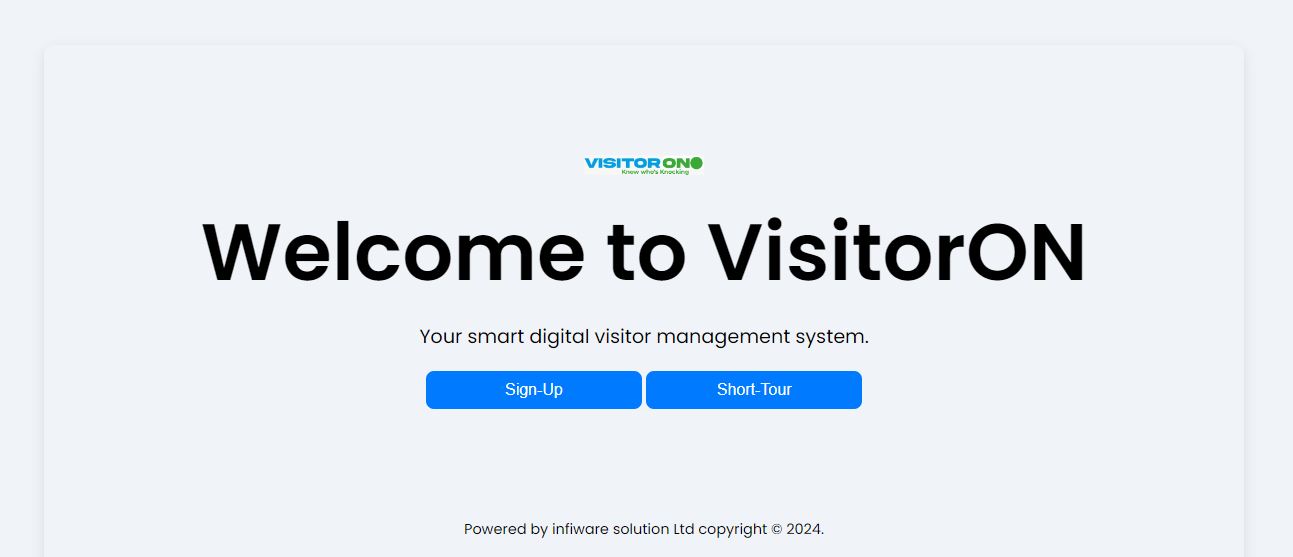 VISITOR ON
Know who's Knocking
Welcome to VisitorON
Your smart digital visitor management system.
Sign-Up Short-Tour
Powered by infiware solution Ltd copyright © 2024.